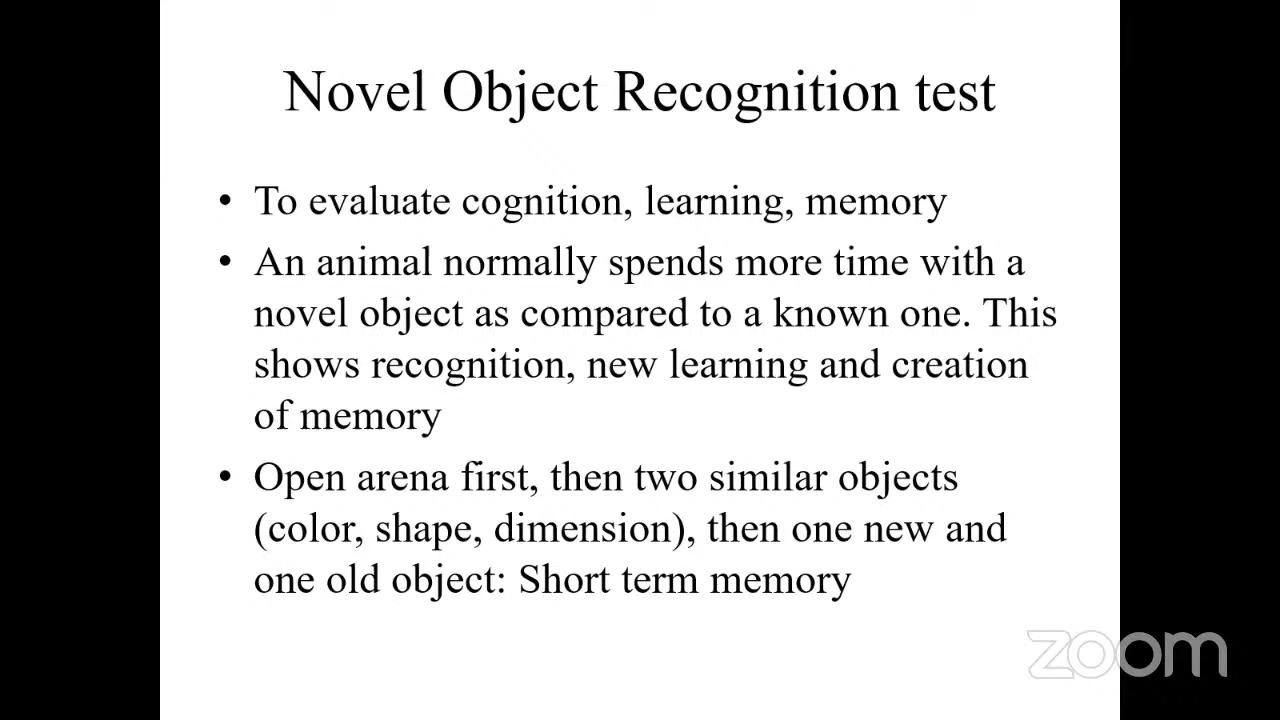 Novel Object Recognition test
• To evaluate cognition, learning, memory
• An animal normally spends more time with a
novel object as compared to a known one. This
shows recognition, new learning and creation
of memory
• Open arena first, then two similar objects
(color, shape, dimension), then one new and
one old object: Short term memory
zoom